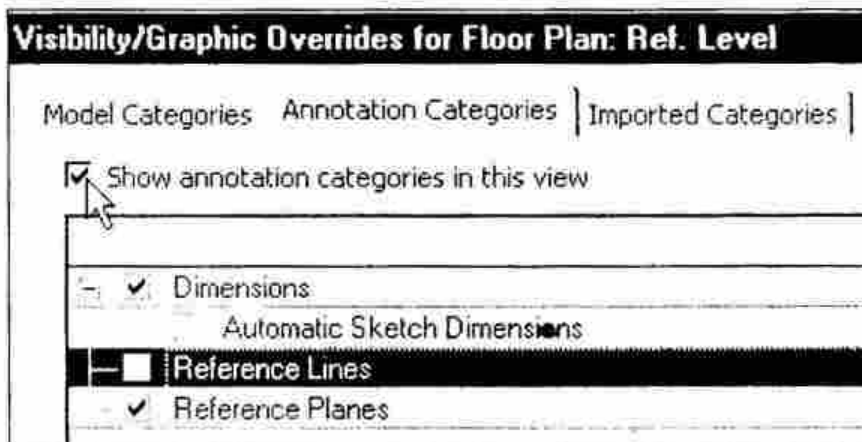 Visibility/Graphic Overrides for Floor Plan: Ref. Level
Model Categories Annotation Categories Imported Categories
Show annotation categories in this view
Dimensions
Automatic Sketch Dimensions
Reference Lines
Reference Planes